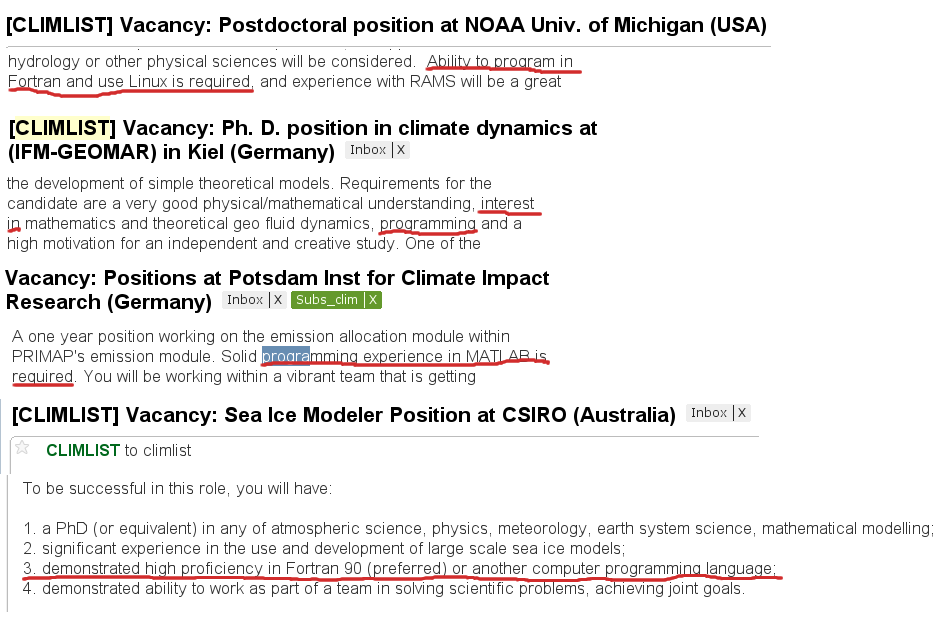 [CLIMLIST] Vacancy: Postdoctoral position at NOAA Univ. of Michigan (USA)
hydrology or other physical sciences will be considered. Ability to program in
Fortran and use Linux is required, and experience with RAMS will be a great
[CLIMLIST] Vacancy: Ph. D. position in climate dynamics at
(IFM-GEOMAR) in Kiel (Germany) Inbox | X
the development of simple theoretical models. Requirements for the
candidate are a very good physical/mathematical understanding, interest
in mathematics and theoretical geo fluid dynamics, programming and a
high motivation for an independent and creative study. One of the
Vacancy: Positions at Potsdam Inst for Climate Impact
Research (Germany) Inbox | X Subs_clim | X
A one year position working on the emission allocation module within
PRIMAP's emission module. Solid programming experience in MATLAB is
required. You will be working within a vibrant team that is getting
[CLIMLIST] Vacancy: Sea Ice Modeler Position at CSIRO (Australia) Inbox | X
CLIMLIST to climlist
To be successful in this role, you will have:
1. a PhD (or equivalent) in any of atmospheric science, physics, meteorology, earth system science, mathematical modelling;
2. significant experience in the use and development of large scale sea ice models;
3. demonstrated high proficiency in Fortran 90 (preferred) or another computer programming language;
4. demonstrated ability to work as part of a team in solving scientific problems, achieving joint goals.